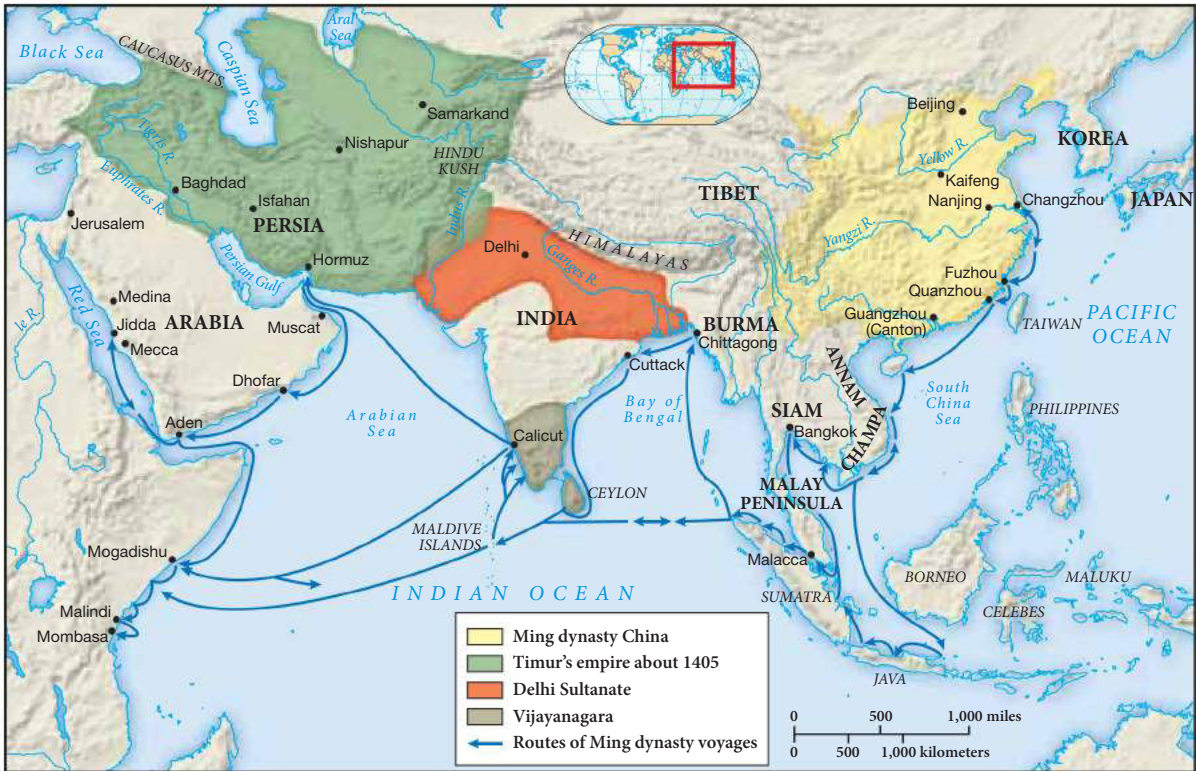 Black Sea
CAUCASUS MTS.
Caspian Sea
Aral
Sea
Samarkand
Nishapur
HINDU
KUSH
Tigris R.
Euphrates R.
Baghdad
Isfahan
PERSIA
Jerusalem
Hormuz
Persian Gulf
Indus R.
Delhi
HIMALAYAS
Ganges R.
TIBET
Beijing
KOREA
Yellow R.
Kaifeng
Nanjing
Changzhou
JAPAN
Yangzi R.
Fuzhou
Quanzhou
Guangzhou
(Canton)
TAIWAN
PACIFIC
OCEAN
le R.
Red Sea
Medina
Jidda
Mecca
ARABIA
Muscat
Dhofar
Aden
Arabian
Sea
INDIA
BURMA
Chittagong
Cuttack
Bay of
Bengal
ANNAM
SIAM
Bangkok
CHAMPA
South
China
Sea
PHILIPPINES
Calicut
CEYLON
MALDIVE
ISLANDS
MALAY
PENINSULA
Malacca
SUMATRA
BORNEO
CELEBES
MALUKU
JAVA
Mogadishu
Malindi
Mombasa
INDIAN OCEAN
Ming dynasty China
Timur's empire about 1405
Delhi Sultanate
Vijayanagara
Routes of Ming dynasty voyages
0 500 1,000 miles
0 500 1,000 kilometers